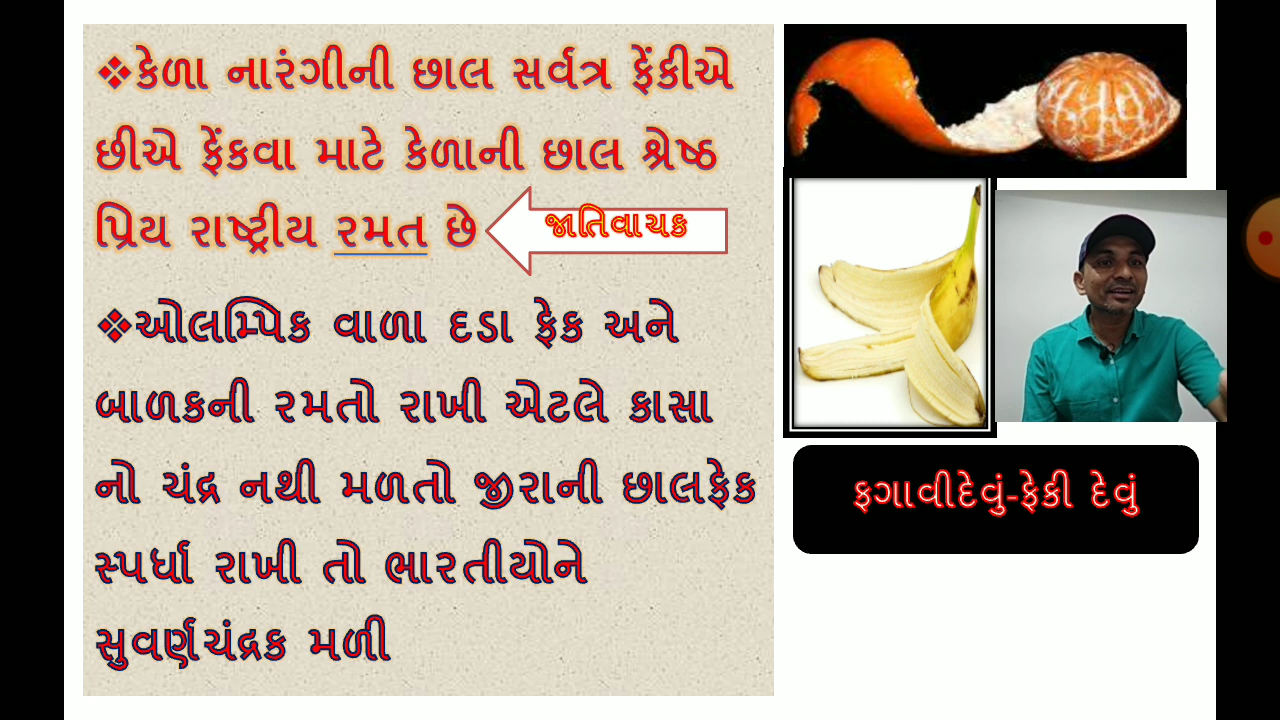 ❖કેળા નારંગીની છાલ સર્વત્ર ફેંકીએ
છીએ ફેંકવા માટે કેળાની છાલ શ્રેષ્ઠ
પ્રિય રાષ્ટ્રીય રમત છે
જાતિવાચક
❖ઓલમ્પિક વાળા દડા ફેક અને
બાળકની રમતો રાખી એટલે કાસા
નો ચંદ્ર નથી મળતો જીરાની છાલફેક
સ્પર્ધા રાખી તો ભારતીયોને
સુવર્ણચંદ્રક મળી
ફગાવીદેવું-ફેકી દેવું